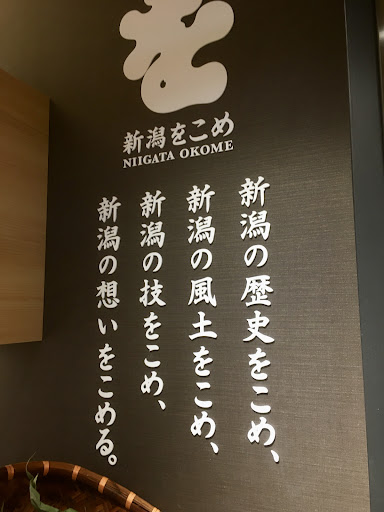 を
新潟をこめ
NIIGATA OKOME
新潟の歴史をこめ、
新潟の風土をこめ、
新潟の技をこめ、
新潟の想いをこめる。